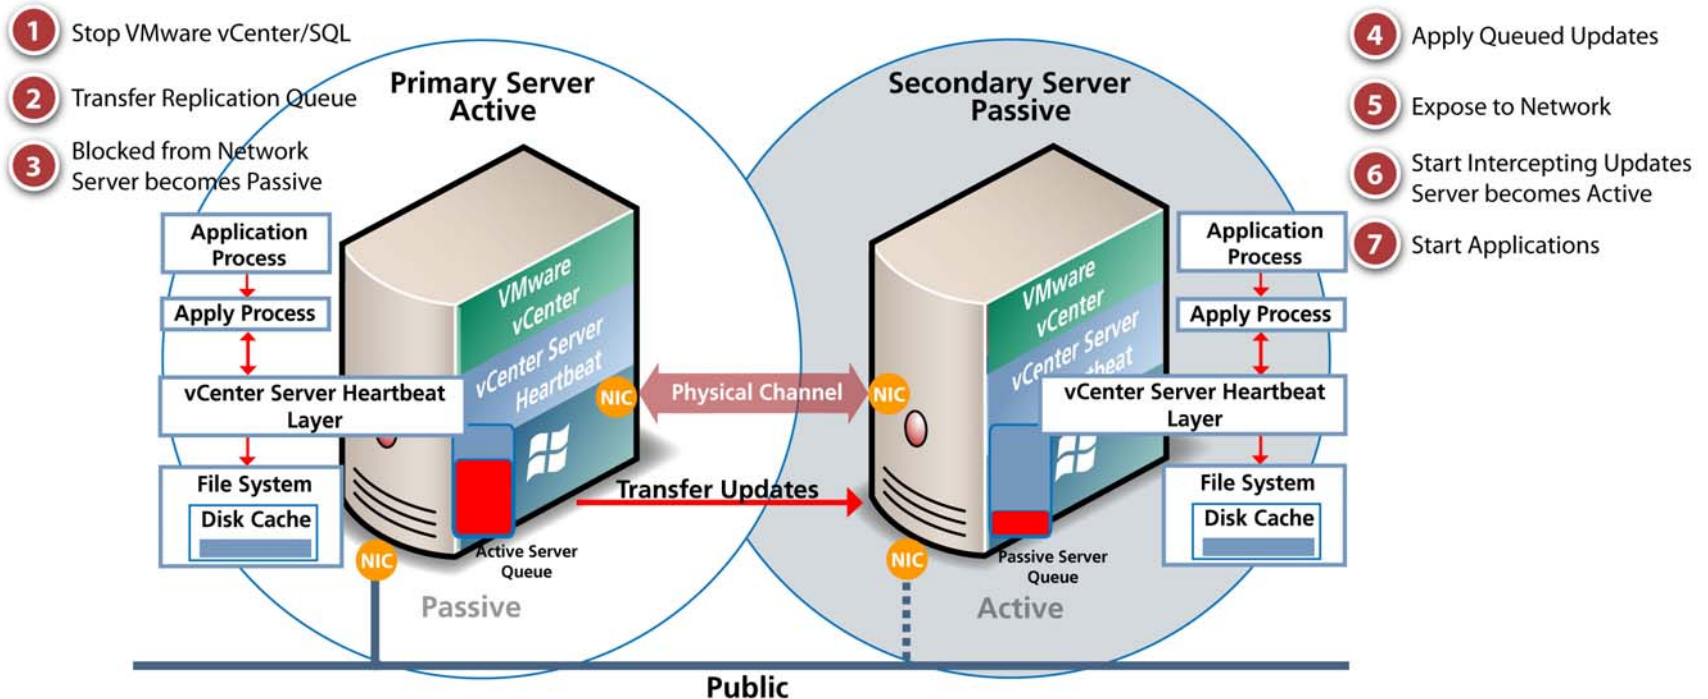 1 Stop VMware vCenter/SQL
2 Transfer Replication Queue
3 Blocked from Network
Server becomes Passive
4 Apply Queued Updates
5 Expose to Network
6 Start Intercepting Updates
Server becomes Active
7 Start Applications
Primary Server
Active
Application
Process
Apply Process
vCenter Server Heartbeat
Layer
File System
Disk Cache
VMware
vCenter
vCenter Server
Heartbeat
NIC
Active Server
Queue
NIC
Passive
Physical Channel
Transfer Updates
Secondary Server
Passive
VMware
vCenter
vCenter Server
NIC
Passive Server
Queue
NIC
Active
Application
Process
Apply Process
vCenter Server Heartbeat
Layer
File System
Disk Cache
Public